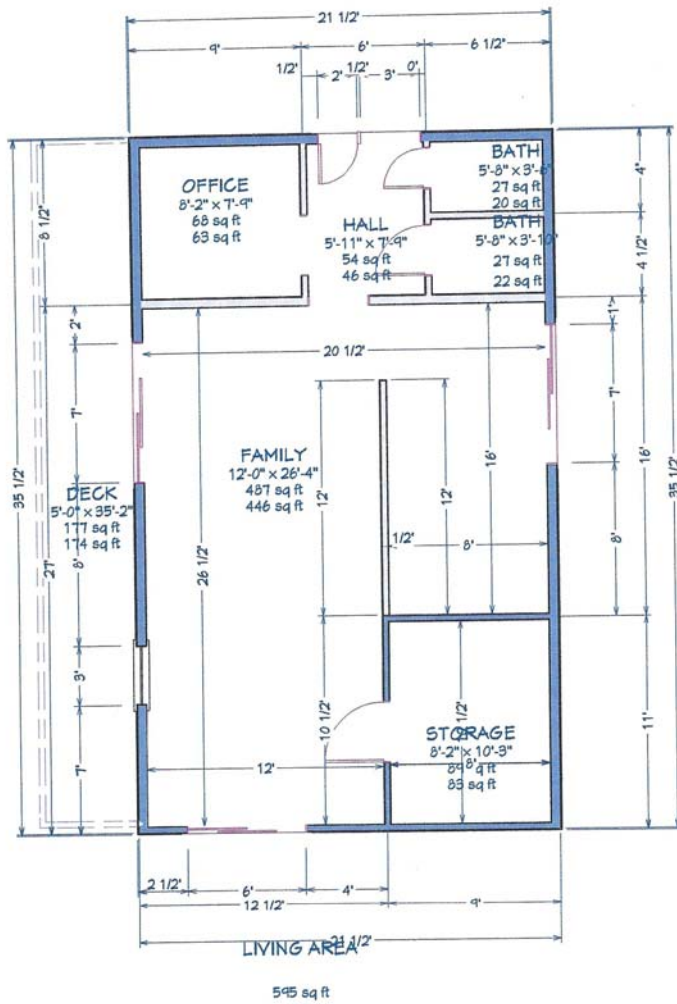 21 1/2'
9'
6'
6 1/2'
1/2'
2'
1/2'
3'
0'
OFFICE
8'-2" x 7'-9"
68 sq ft
63 sq ft
HALL
5'-11" x 7'-9"
54 sq ft
46 sq ft
BATH
27 sq ft
20 sq ft
BATH
5'-8" x 3'-10"
27 sq ft
22 sq ft
4'
4 1/2'
8 1/2'
2'
1'
20 1/2'
7'
7'
FAMILY
12'-0" x 26'-4"
487 sq ft
446 sq ft
12'
12'
16'
16'
35 1/2'
35 1/2'
DECK
5'-0" x 35'-2"
177 sq ft
174 sq ft
27'
8'
26 1/2'
1/2'
8'
8'
3'
7'
10 1/2'
11'
STORAGE
8'-2" x 10'-3"
83 sq ft
12'
8'
2 1/2'
6'
4'
12 1/2'
9'
LIVING AREA
21 1/2'
595 sq ft